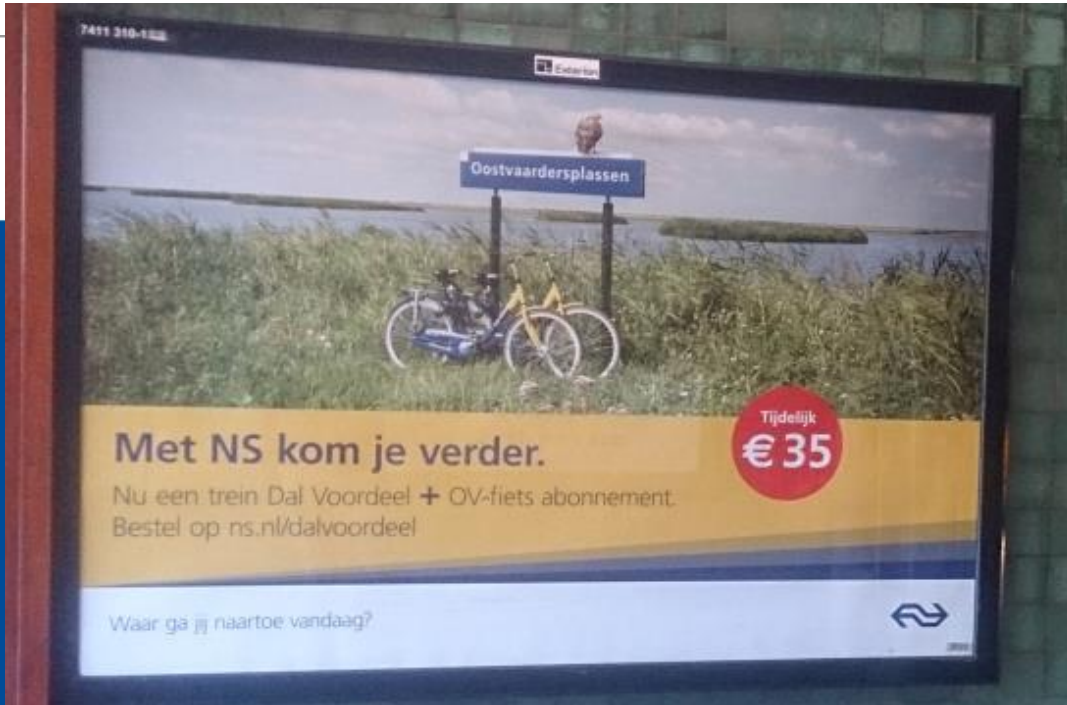 7411 310-1
Exterion
Oostvaardersplassen
Tijdelijk
€ 35
Met NS kom je verder.
Nu een trein Dal Voordeel + OV-fiets abonnement.
Bestel op ns.nl/dalvoordeel
Waar ga jij naartoe vandaag?